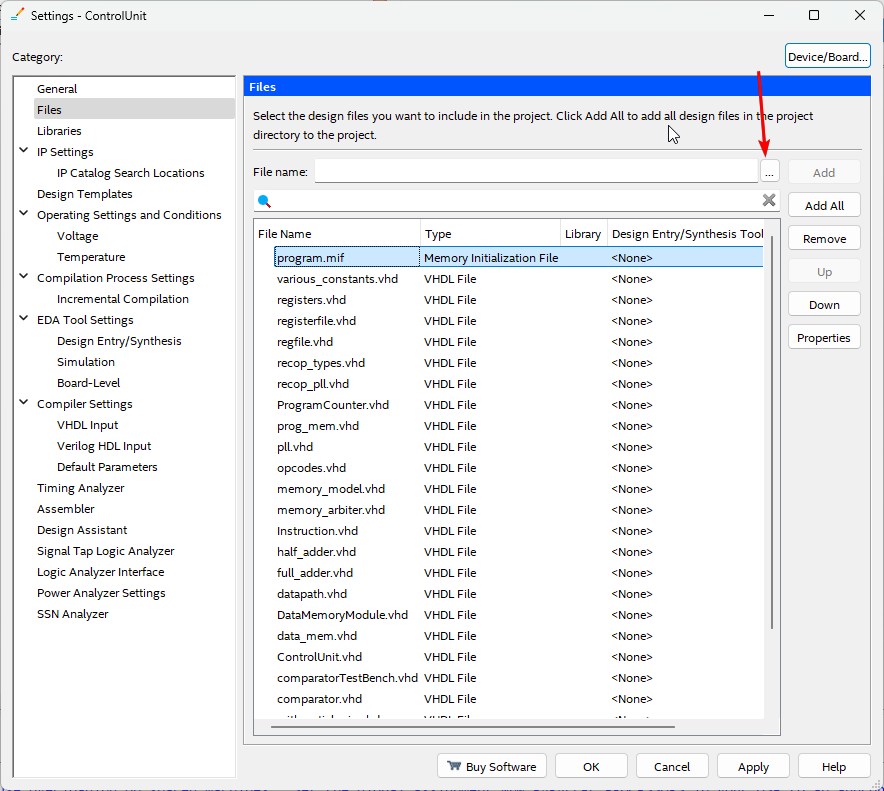 Settings - ControlUnit
Category:
Device/Board...
General
Files
Libraries
IP Settings
IP Catalog Search Locations
Design Templates
Operating Settings and Conditions
Voltage
Temperature
Compilation Process Settings
Incremental Compilation
EDA Tool Settings
Design Entry/Synthesis
Simulation
Board-Level
Compiler Settings
VHDL Input
Verilog HDL Input
Default Parameters
Timing Analyzer
Assembler
Design Assistant
Signal Tap Logic Analyzer
Logic Analyzer Interface
Power Analyzer Settings
SSN Analyzer
Files
Select the design files you want to include in the project. Click Add All to add all design files in the project
directory to the project.
File name: ... Add
Add All
Remove
Up
Down
Properties
File Name Type Library Design Entry/Synthesis Tool
program.mif Memory Initialization File <None>
various_constants.vhd VHDL File <None>
registers.vhd VHDL File <None>
registerfile.vhd VHDL File <None>
regfile.vhd VHDL File <None>
recop_types.vhd VHDL File <None>
recop_pll.vhd VHDL File <None>
ProgramCounter.vhd VHDL File <None>
prog_mem.vhd VHDL File <None>
pll.vhd VHDL File <None>
opcodes.vhd VHDL File <None>
memory_model.vhd VHDL File <None>
memory_arbiter.vhd VHDL File <None>
Instruction.vhd VHDL File <None>
half_adder.vhd VHDL File <None>
full_adder.vhd VHDL File <None>
datapath.vhd VHDL File <None>
DataMemoryModule.vhd VHDL File <None>
data_mem.vhd VHDL File <None>
ControlUnit.vhd VHDL File <None>
comparatorTestBench.vhd VHDL File <None>
comparator.vhd VHDL File <None>
Buy Software OK Cancel Apply Help